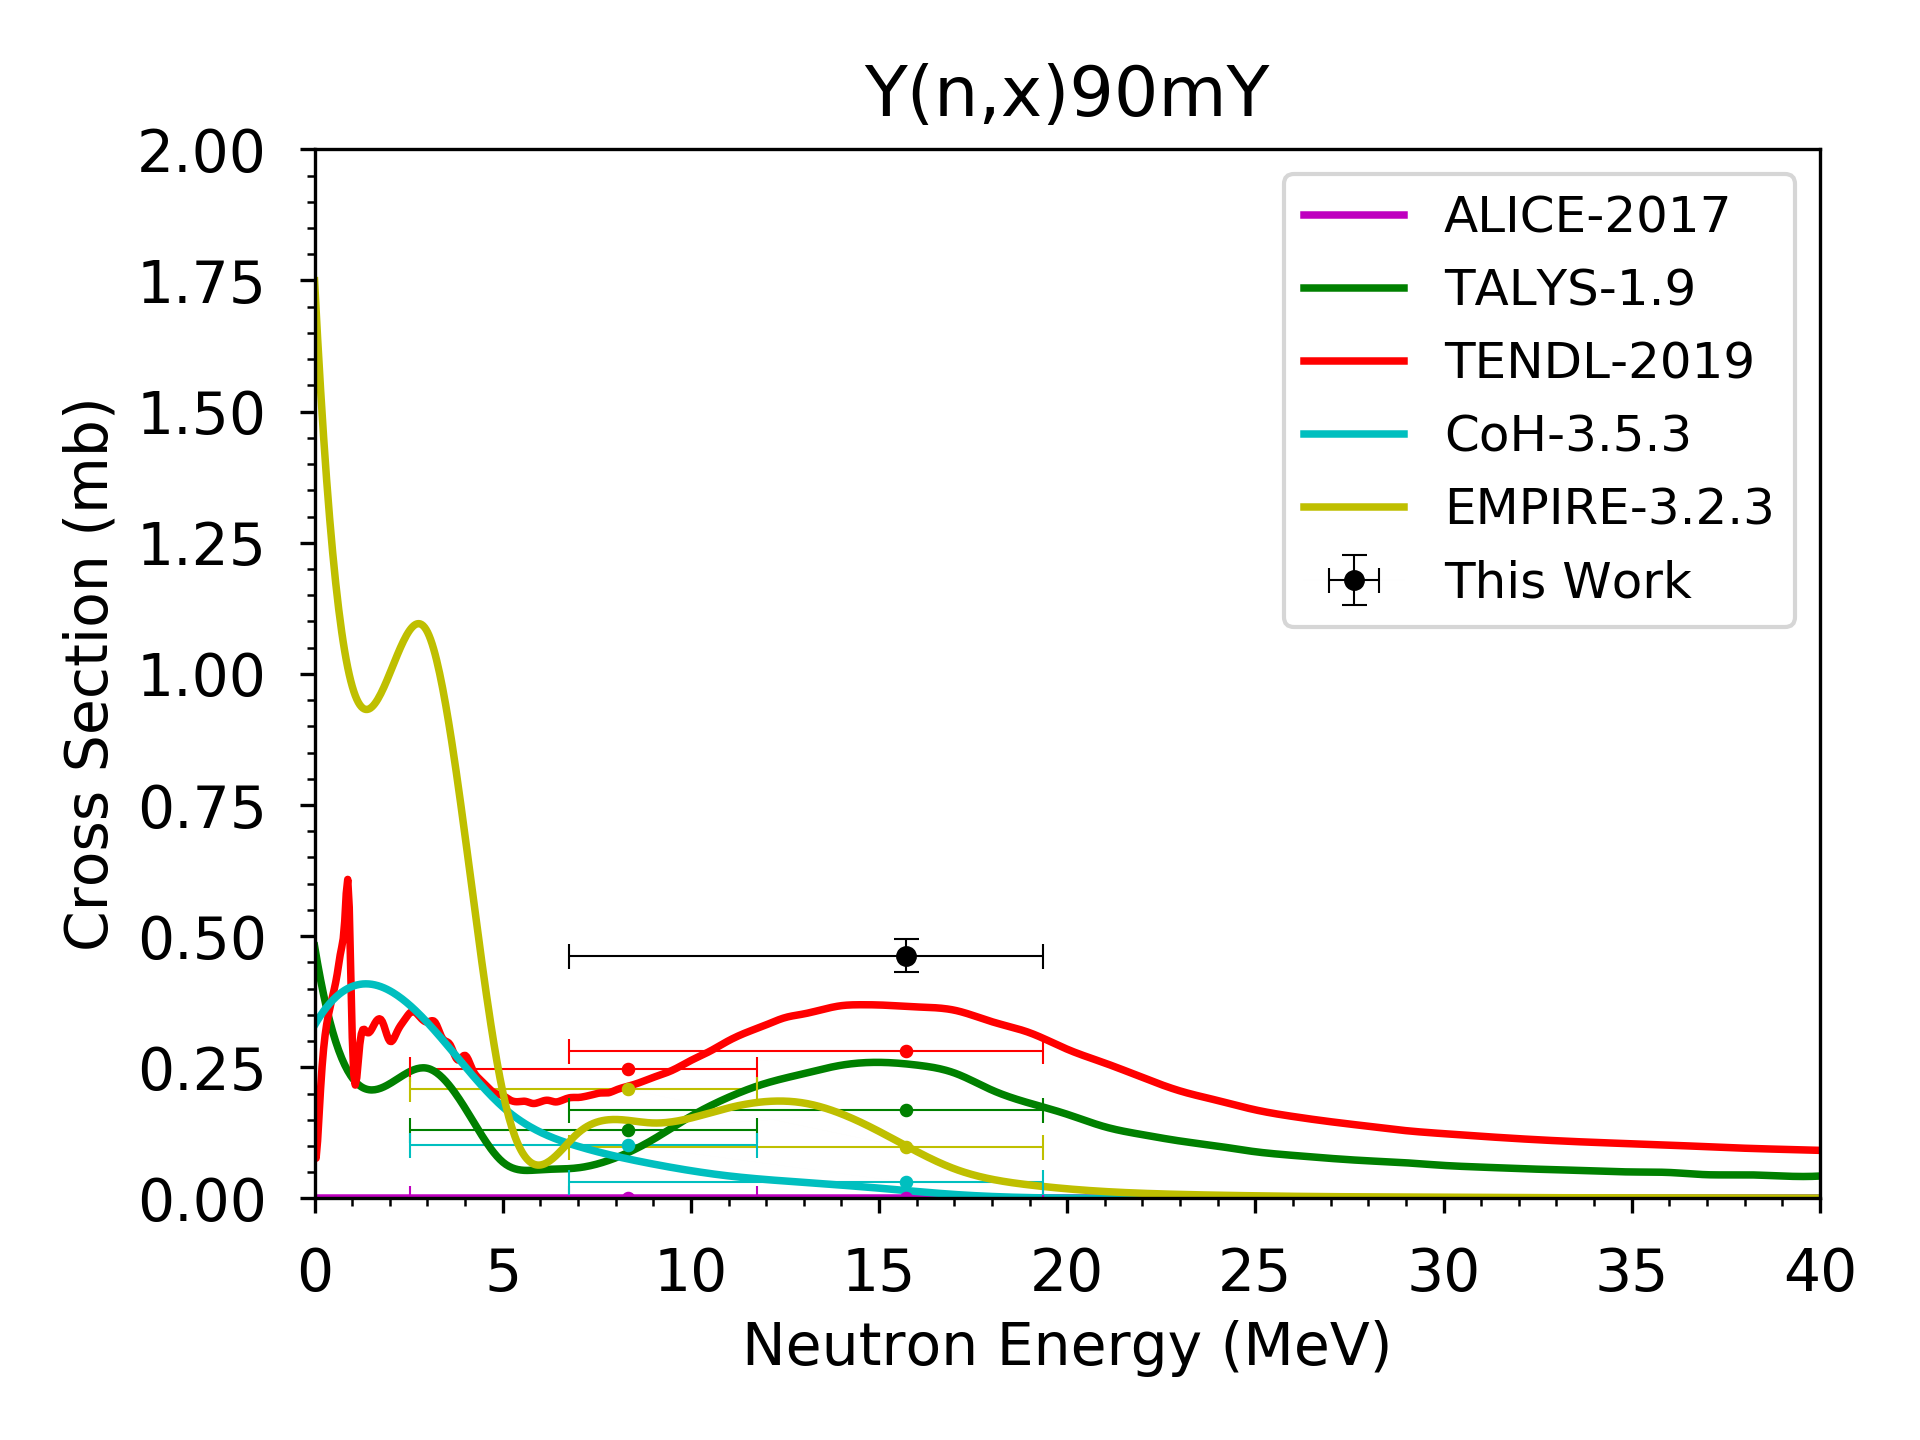 Y(n,x)90mY
2.00
1.75
1.50
1.25
1.00
0.75
0.50
0.25
0.00
Cross Section (mb)
ALICE-2017
TALYS-1.9
TENDL-2019
CoH-3.5.3
EMPIRE-3.2.3
This Work
0 5 10 15 20 25 30 35 40
Neutron Energy (MeV)